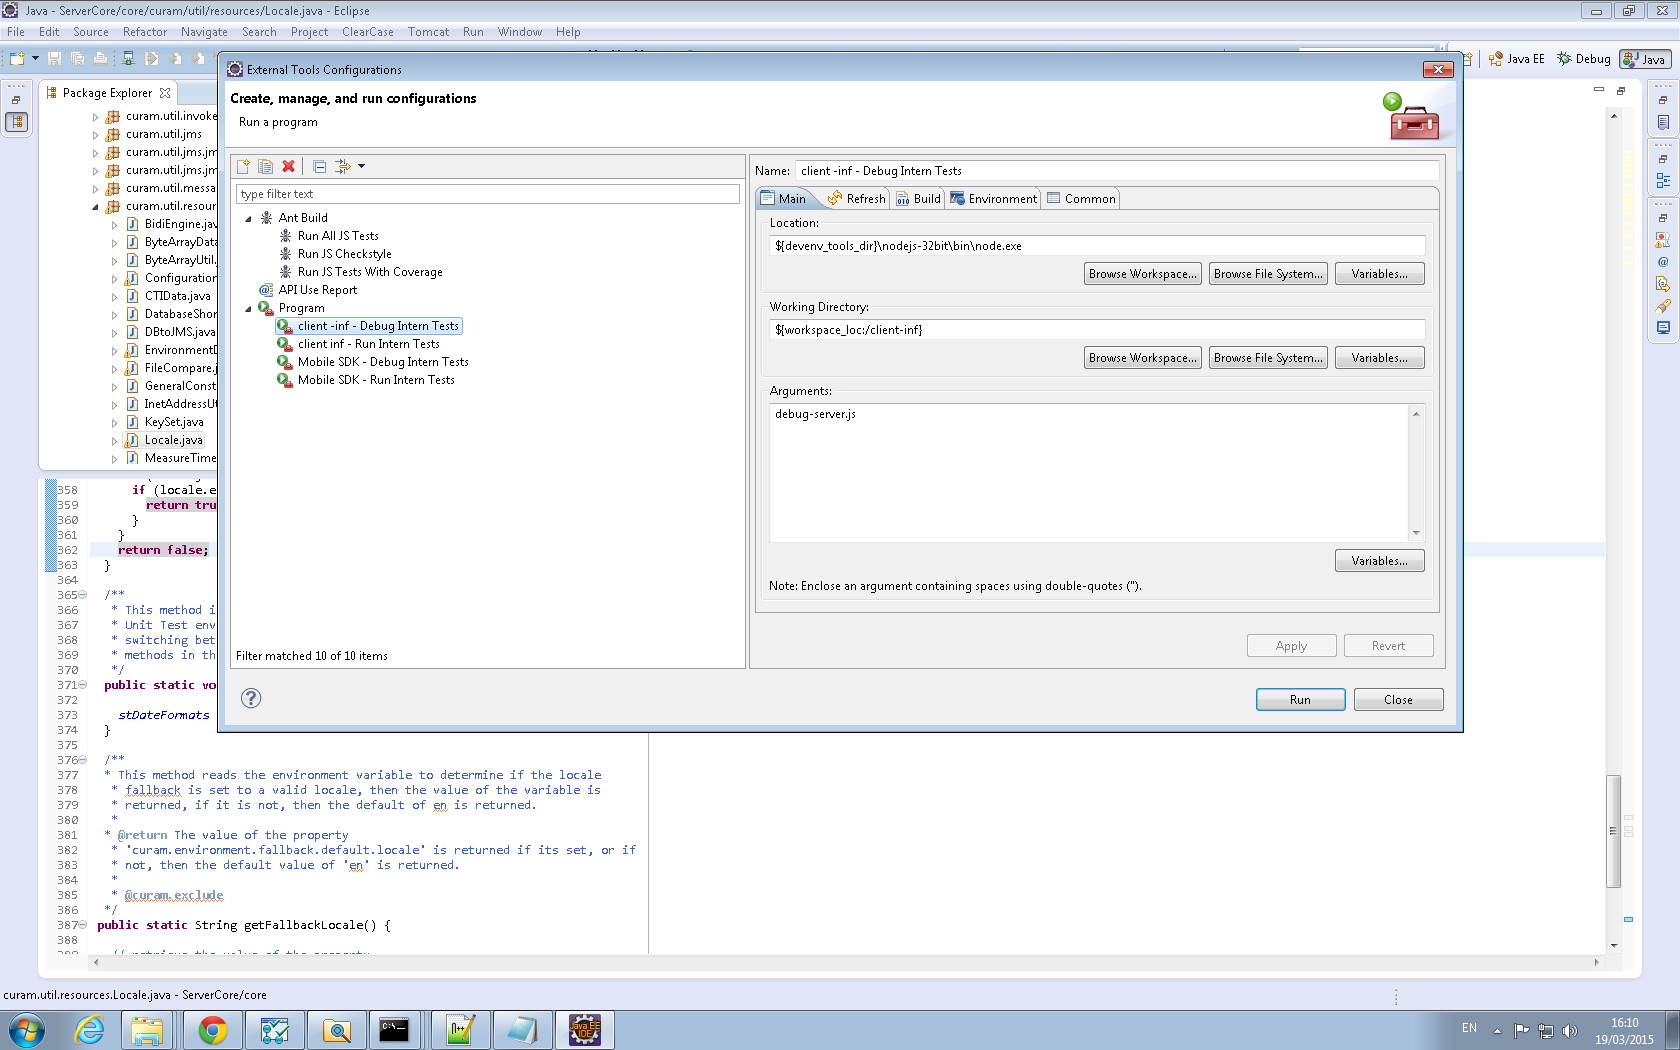 Java - ServerCore/core/curam/util/resources/Locale.java - Eclipse
File Edit Source Refactor Navigate Search Project ClearCase Tomcat Run Window Help
Java EE Debug Java
Package Explorer
curam.util.invoke
curam.util.jms
curam.util.jms.jm
curam.util.jms.jm
curam.util.messa
curam.util.resour
BidiEngine.jav
ByteArrayData
ByteArrayUtil.
Configuration
CTIData.java
DatabaseShor
DBtoJMS.java
EnvironmentD
FileCompare.j
GeneralConst
InetAddressUt
KeySet.java
Locale.java
MeasureTime
External Tools Configurations
Create, manage, and run configurations
Run a program
type filter text
Ant Build
Run All JS Tests
Run JS Checkstyle
Run JS Tests With Coverage
API Use Report
Program
client -inf - Debug Intern Tests
client inf - Run Intern Tests
Mobile SDK - Debug Intern Tests
Mobile SDK - Run Intern Tests
Filter matched 10 of 10 items
Name: client -inf - Debug Intern Tests
Main Refresh Build Environment Common
Location:
${devenv_tools_dir}\nodejs-32bit\bin\node.exe
Browse Workspace... Browse File System... Variables...
Working Directory:
${workspace_loc:/client-inf}
Browse Workspace... Browse File System... Variables...
Arguments:
debug-server.js
Variables...
Note: Enclose an argument containing spaces using double-quotes (").
Apply Revert
Run Close
358 if (locale.e
359 return tru
360 }
361 }
362 return false;
363 }
364
365 /**
366 * This method i
367 * Unit Test env
368 * switching bet
369 * methods in th
370 */
371 public static vo
372
373 stDateFormats
374 }
375
376 /**
377 * This method reads the environment variable to determine if the locale
378 * fallback is set to a valid locale, then the value of the variable is
379 * returned, if it is not, then the default of en is returned.
380 *
381 * @return The value of the property
382 * 'curam.environment.fallback.default.locale' is returned if its set, or if
383 * not, then the default value of 'en' is returned.
384 *
385 * @curam.exclude
386 */
387 public static String getFallbackLocale() {
388
curam.util.resources.Locale.java - ServerCore/core
C:\
Java EE
IDE
EN
16:10
19/03/2015